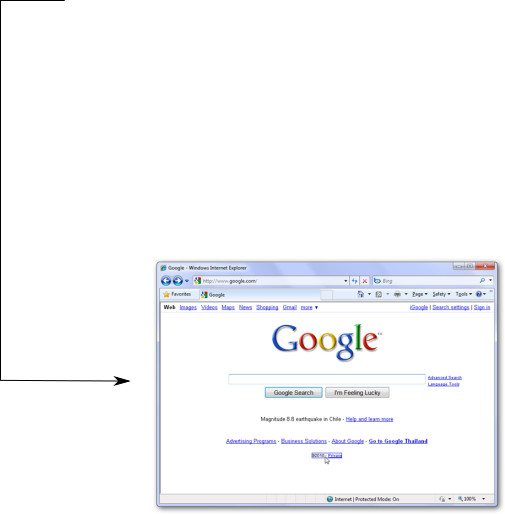 Google - Windows Internet Explorer
http://www.google.com/ Bing
Favorites Google Page Safety Tools
Web Images Videos Maps News Shopping Gmail more ▼ iGoogle | Search settings | Sign in
Google™
Advanced Search
Language Tools
Google Search I'm Feeling Lucky
Magnitude 8.8 earthquake in Chile - Help and learn more
Advertising Programs - Business Solutions - About Google - Go to Google Thailand
©2010 - Privacy
Internet | Protected Mode: On 100%